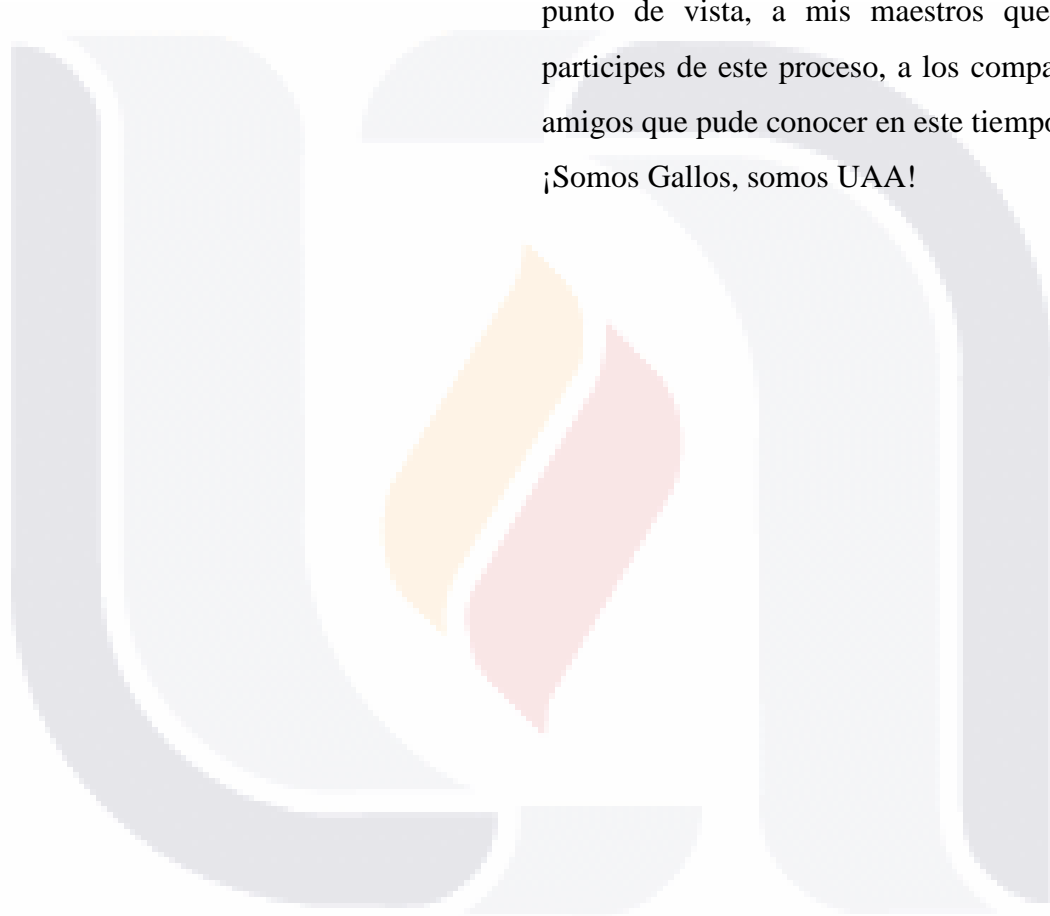 punto de vista, a mis maestros que
participes de este proceso, a los
amigos que pude conocer en este
¡Somos Gallos, somos UAA!